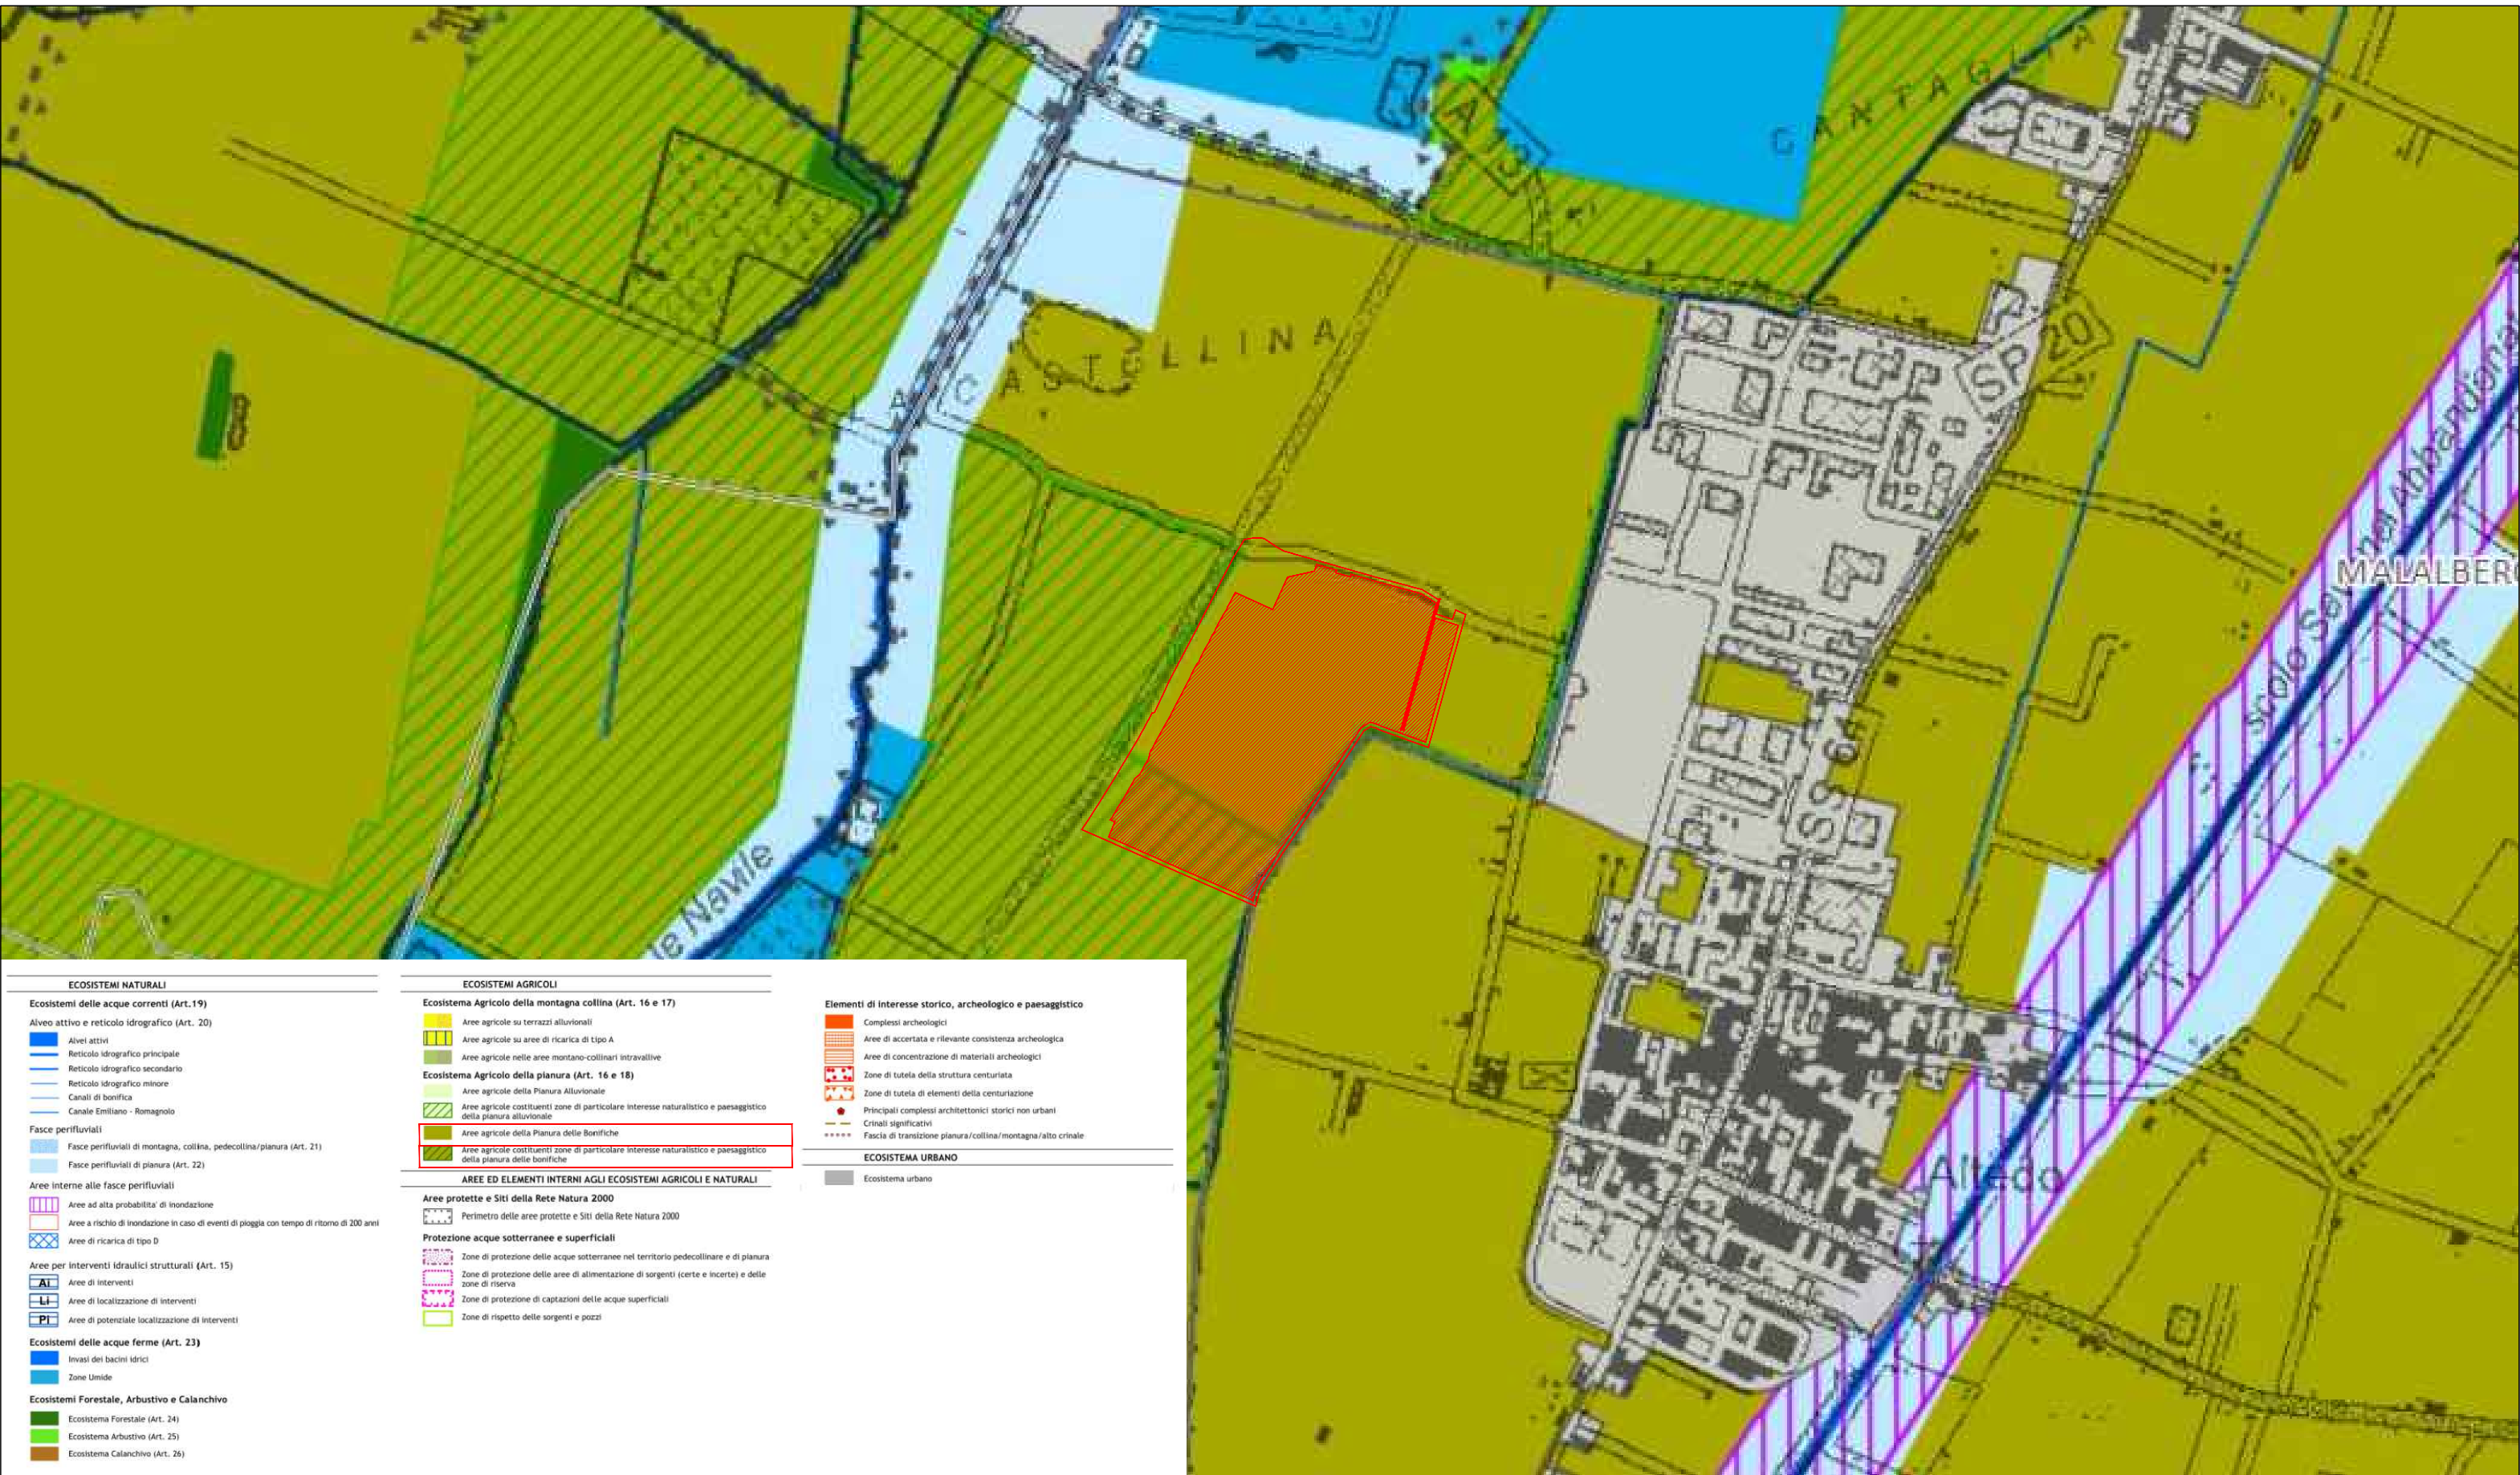 CANTAGLIA
A13
CASTELLINA
SP 20
Scolo Savena Abbandonato
MALALBERG
SS 64
le Navile
Altedo
ECOSISTEMI NATURALI
Ecosistemi delle acque correnti (Art.19)
Alveo attivo e reticolo idrografico (Art. 20)
Alvei attivi
Reticolo idrografico principale
Reticolo idrografico secondario
Reticolo idrografico minore
Canali di bonifica
Canale Emiliano - Romagnolo
Fasce perifluviali
Fasce perifluviali di montagna, collina, pedecollina/pianura (Art. 21)
Fasce perifluviali di pianura (Art. 22)
Aree interne alle fasce perifluviali
Aree ad alta probabilita' di inondazione
Aree a rischio di inondazione in caso di eventi di pioggia con tempo di ritorno di 200 anni
Aree di ricarica di tipo D
Aree per interventi idraulici strutturali (Art. 15)
Ai Aree di interventi
Li Aree di localizzazione di interventi
Pi Aree di potenziale localizzazione di interventi
Ecosistemi delle acque ferme (Art. 23)
Invasi dei bacini idrici
Zone Umide
Ecosistemi Forestale, Arbustivo e Calanchivo
Ecosistema Forestale (Art. 24)
Ecosistema Arbustivo (Art. 25)
Ecosistema Calanchivo (Art. 26)
ECOSISTEMI AGRICOLI
Ecosistema Agricolo della montagna collina (Art. 16 e 17)
Aree agricole su terrazzi alluvionali
Aree agricole su aree di ricarica di tipo A
Aree agricole nelle aree montano-collinari intravallive
Ecosistema Agricolo della pianura (Art. 16 e 18)
Aree agricole della Pianura Alluvionale
Aree agricole costituenti zone di particolare interesse naturalistico e paesaggistico
della pianura alluvionale
Aree agricole della Pianura delle Bonifiche
Aree agricole costituenti zone di particolare interesse naturalistico e paesaggistico
della pianura delle bonifiche
AREE ED ELEMENTI INTERNI AGLI ECOSISTEMI AGRICOLI E NATURALI
Aree protette e Siti della Rete Natura 2000
Perimetro delle aree protette e Siti della Rete Natura 2000
Protezione acque sotterranee e superficiali
Zone di protezione delle acque sotterranee nel territorio pedecollinare e di pianura
Zone di protezione delle aree di alimentazione di sorgenti (certe e incerte) e delle
zone di riserva
Zone di protezione di captazioni delle acque superficiali
Zone di rispetto delle sorgenti e pozzi
Elementi di interesse storico, archeologico e paesaggistico
Complessi archeologici
Aree di accertata e rilevante consistenza archeologica
Aree di concentrazione di materiali archeologici
Zone di tutela della struttura centuriata
Zone di tutela di elementi della centuriazione
Principali complessi architettonici storici non urbani
Crinali significativi
Fascia di transizione pianura/collina/montagna/alto crinale
ECOSISTEMA URBANO
Ecosistema urbano